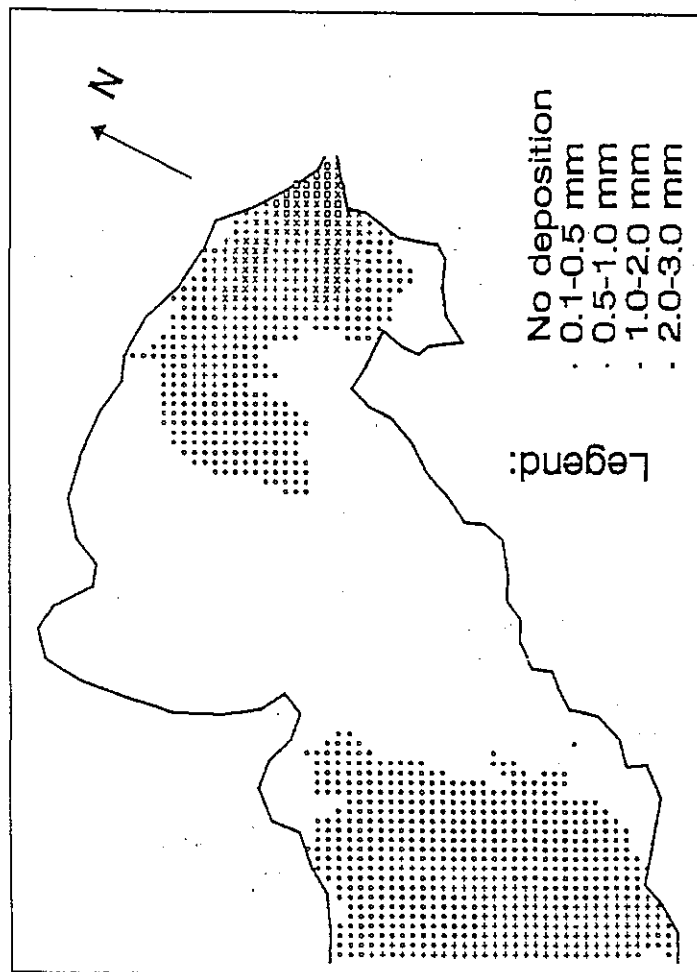 N
Legend:
No deposition
. 0.1-0.5 mm
. 0.5-1.0 mm
. 1.0-2.0 mm
. 2.0-3.0 mm